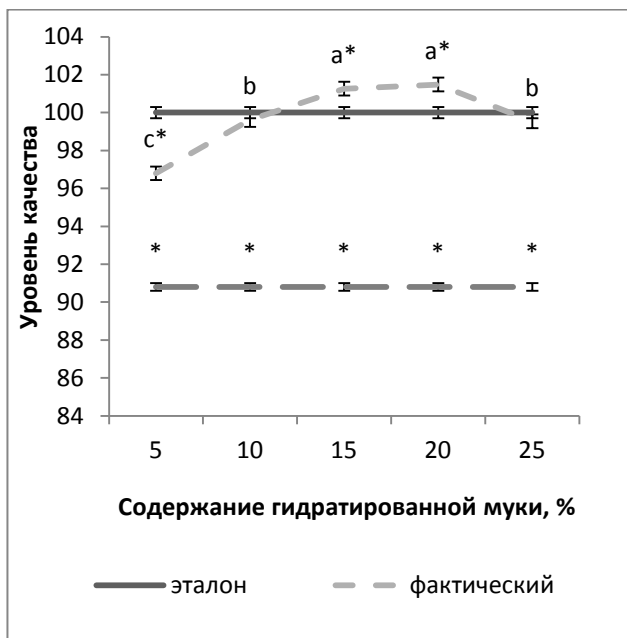 104
102
100
98
96
94
92
90
88
86
84
Уровень качества
c*
b
a*
a*
b
* * * * *
5 10 15 20 25
Содержание гидратированной муки, %
эталон фактический